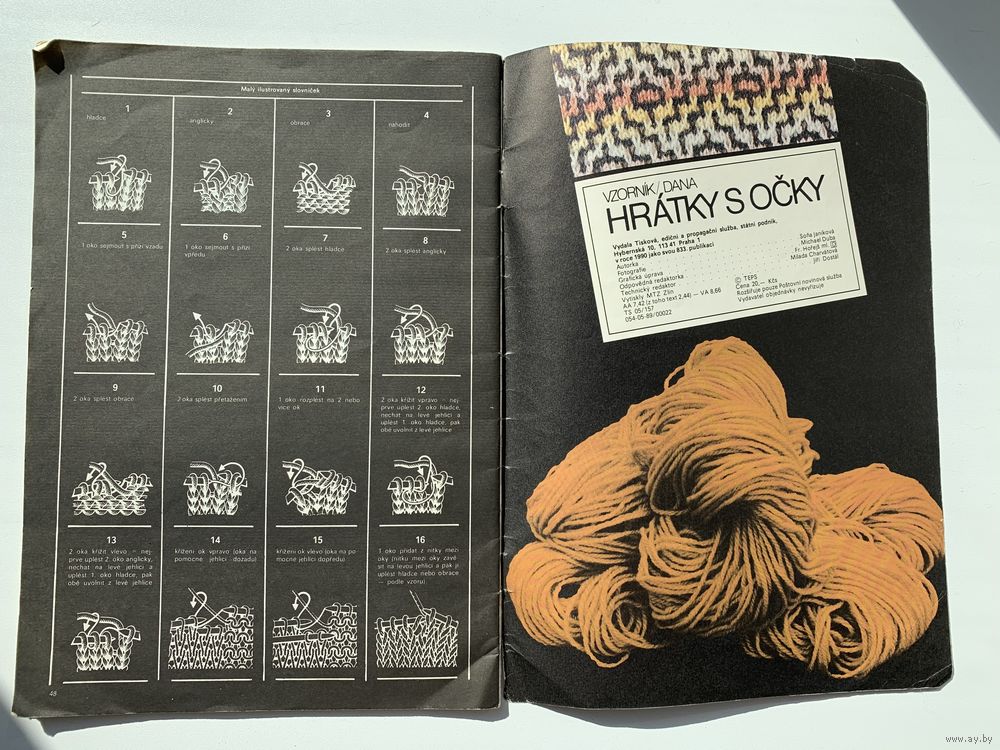 Malý ilustrovaný slovníček
1
hladce
2
anglicky
3
obrace
4
nahodit
5
1 oko sejmout s přízí vzadu
6
1 oko sejmout s přízí
vpředu
7
2 oka splést hladce
8
2 oka splést anglicky
9
2 oka splést obrace
10
2 oka splést přetažením
11
1 oko rozplést na 2 nebo
více ok
12
2 oka křížit vpravo – nej-
prve uplést 2. oko hladce,
nechat na levé jehlici a
uplést 1. oko hladce, pak
obě uvolnit z levé jehlice
13
2 oka křížit vlevo – nej-
prve uplést 2. oko anglicky,
nechat na levé jehlici a
uplést 1. oko hladce, pak
obě uvolnit z levé jehlice
14
křížení ok vpravo (oka na
pomocné jehlici dozadu)
15
křížení ok vlevo (oka na po
mocné jehlici dopředu)
16
1 oko přidat z nitky mezi
oky (nitku mezi oky zavě-
sit na levou jehlici a pak ji
uplést hladce nebo obrace
— podle vzoru)
48
VZORNÍK/DANA
HRÁTKY S OČKY
Vydala Tisková, ediční a propagační služba, státní podnik,
Hybernská 10, 113 41 Praha 1
v roce 1990 jako svou 833. publikaci
Autorka Soňa Janíková
Fotografie Michael Duba
Grafická úprava Fr. Hořejš ml.
Odpovědná redaktorka Milada Charvátová
Technický redaktor Jiří Dostál
Vytiskly MTZ Zlín
AA 7,42 (z toho text 2,44) — VA 8,66
TS 05/157
054-05-89/00022
© TEPS
Cena 20,— Kčs
Rozšiřuje pouze Poštovní novinová služba
Vydavatel objednávky nevyřizuje
www.ay.by